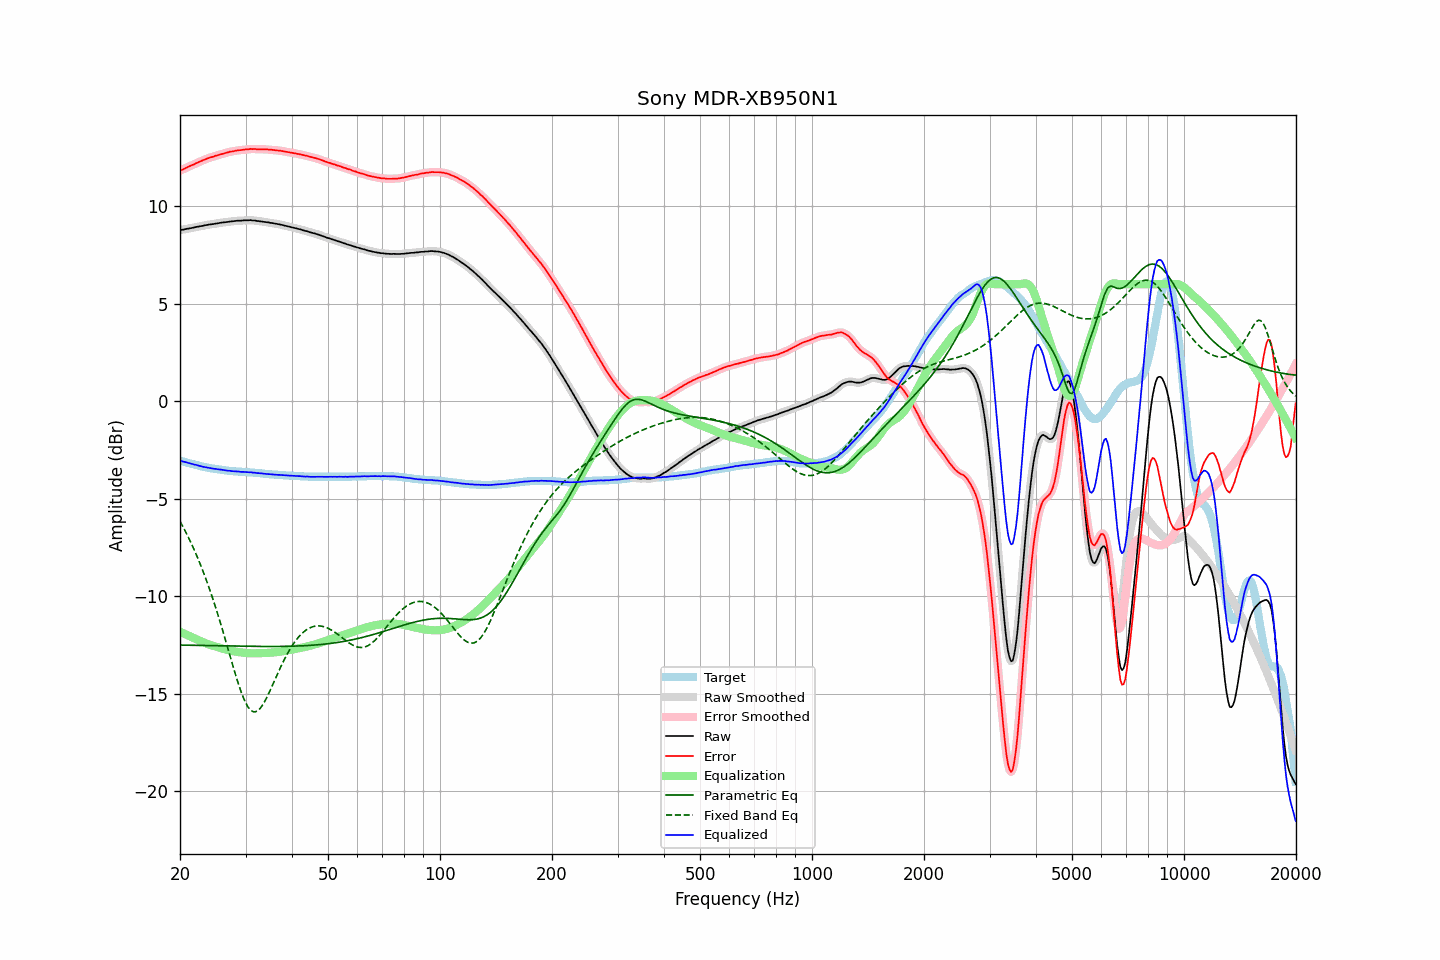 Sony MDR-XB950N1
Amplitude (dBr)
10
5
0
−5
−10
−15
−20
Target
Raw Smoothed
Error Smoothed
Raw
Error
Equalization
Parametric Eq
Fixed Band Eq
Equalized
20 50 100 200 500 1000 2000 5000 10000 20000
Frequency (Hz)